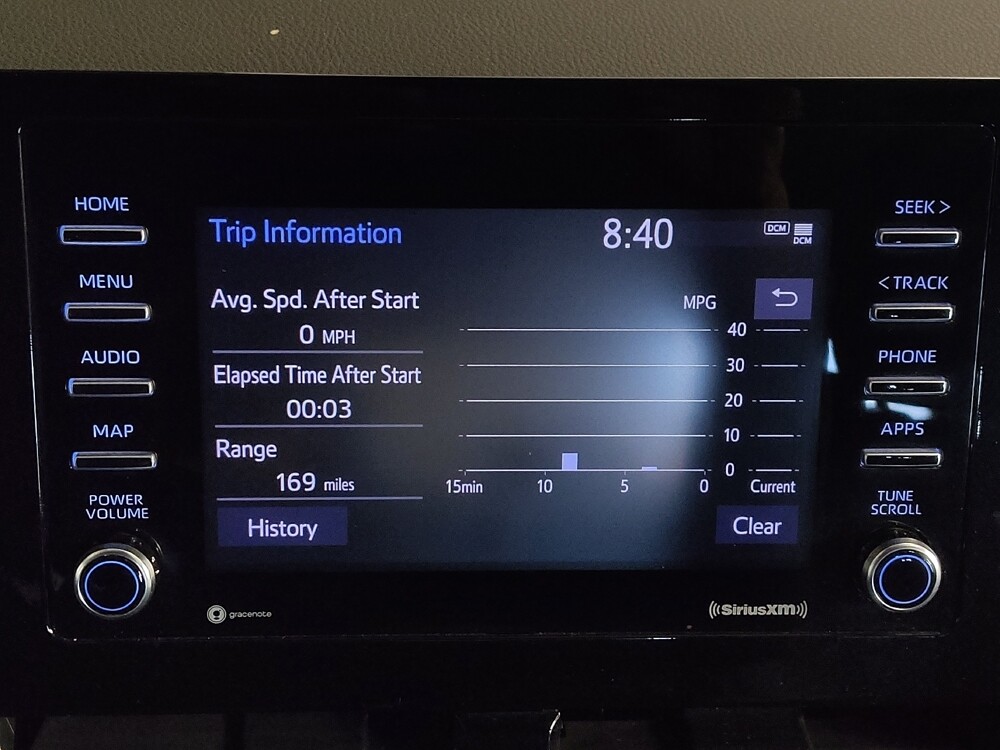 HOME
MENU
AUDIO
MAP
POWER
VOLUME
Trip Information
8:40
DCM
DCM
Avg. Spd. After Start
0 MPH
Elapsed Time After Start
00:03
Range
169 miles
History
MPG
40
30
20
10
0
15min 10 5 0 Current
Clear
gracenote
((SiriusXM))
SEEK >
< TRACK
PHONE
APPS
TUNE
SCROLL